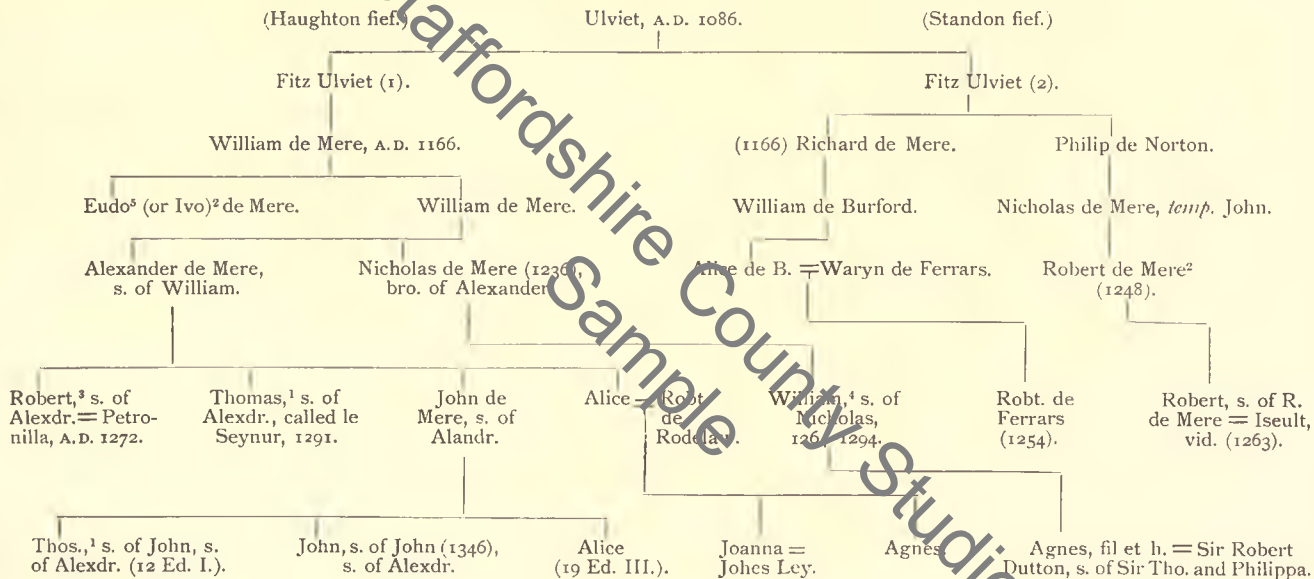 (Haughton fief.) Ulviet, A.D. 1086. (Standon fief.)
Fitz Ulviet (1). Fitz Ulviet (2).
William de Mere, A.D. 1166. (1166) Richard de Mere. Philip de Norton.
Eudo⁵ (or Ivo)² de Mere. William de Mere. William de Burford. Nicholas de Mere, temp. John.
Alexander de Mere,
s. of William.
Nicholas de Mere (1236),
bro. of Alexander
Alice de B. = Waryn de Ferrars.
Robert de Mere²
(1248).
Robert,³ s. of
Alexdr. = Petro-
nilla, A.D. 1272.
Thomas,¹ s. of
Alexdr., called le
Seynur, 1291.
John de
Mere, s. of
Alandr.
Alice = Robt.
de
William,⁴ s. of
Nicholas,
1294.
Robt. de
Ferrars
(1254).
Robert, s. of R.
de Mere = Iseult,
vid. (1263).
Thos.,¹ s. of John, s.
of Alexdr. (12 Ed. I.).
John, s. of John (1346),
s. of Alexdr.
Alice
(19 Ed. III.).
Joanna =
Johes Ley.
Agnes.
Agnes, fil et h. = Sir Robert
Dutton, s. of Sir Tho. and Philippa.
Staffordshire County Studies
Sample